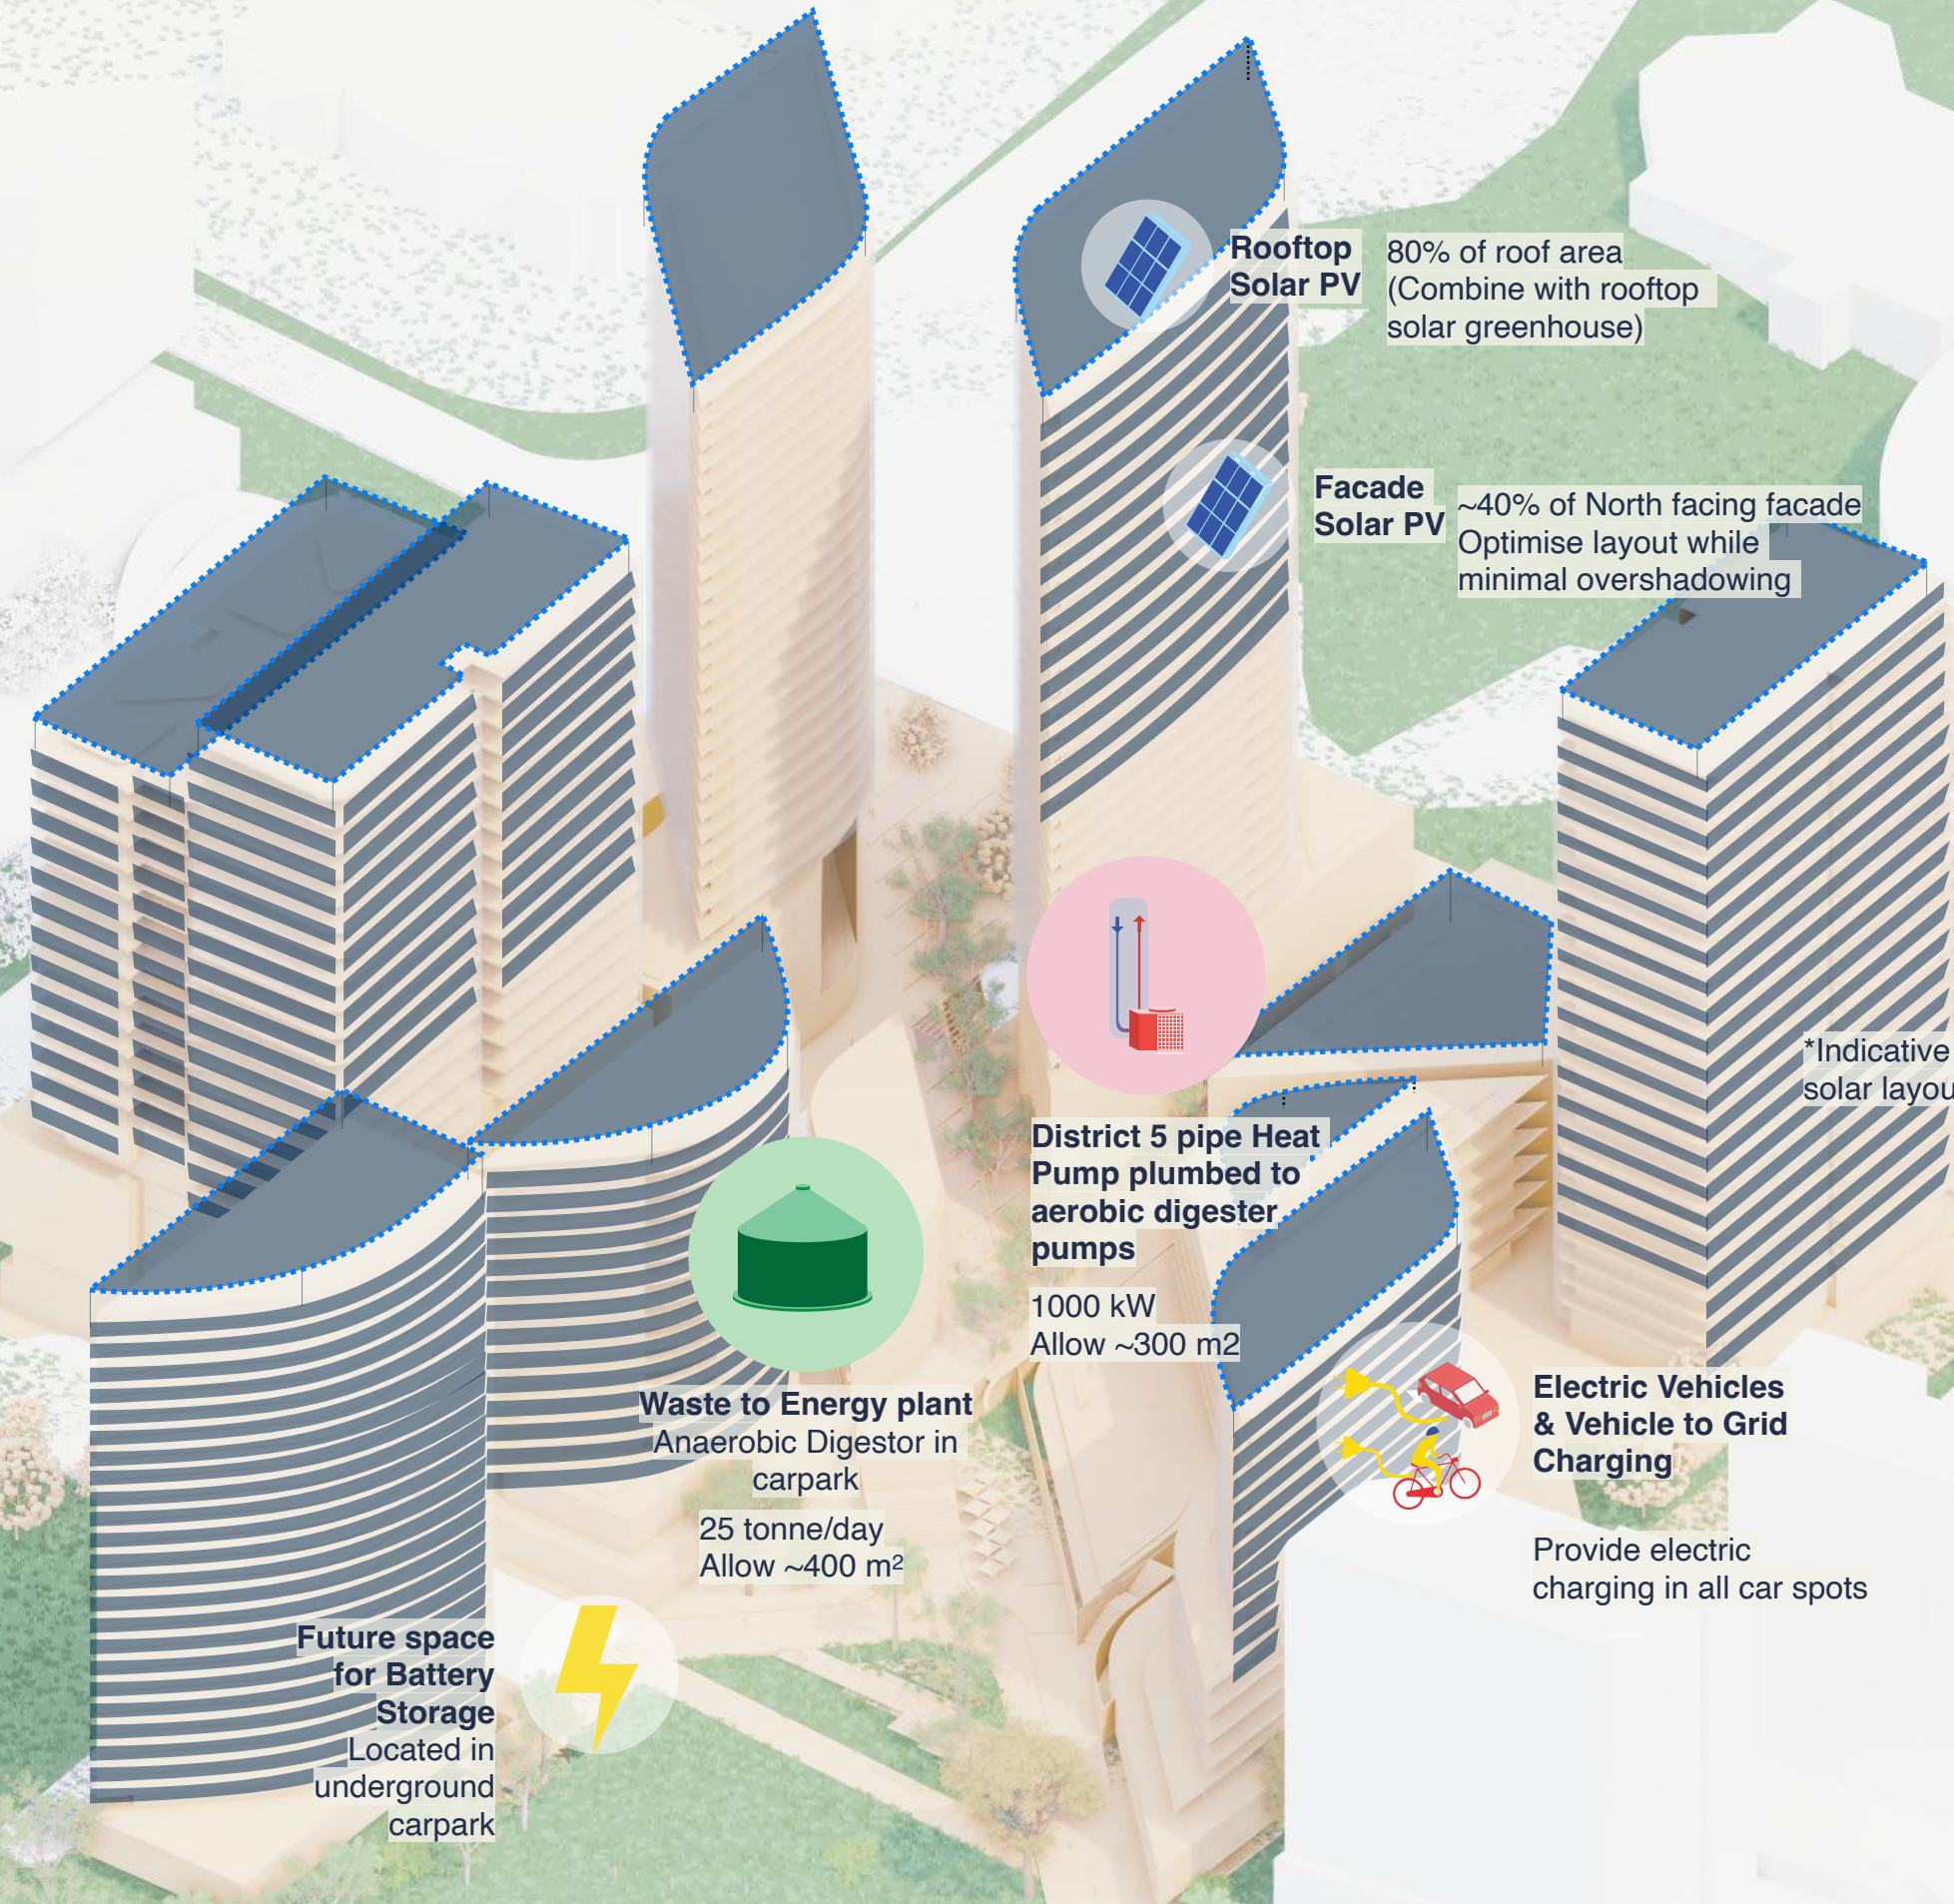 Rooftop
Solar PV
80% of roof area
(Combine with rooftop
solar greenhouse)
Facade
Solar PV
~40% of North facing facade
Optimise layout while
minimal overshadowing
*Indicative
solar layou
District 5 pipe Heat
Pump plumbed to
aerobic digester
pumps
1000 kW
Allow ~300 m2
Waste to Energy plant
Anaerobic Digestor in
carpark
25 tonne/day
Allow ~400 m²
Electric Vehicles
& Vehicle to Grid
Charging
Provide electric
charging in all car spots
Future space
for Battery
Storage
Located in
underground
carpark